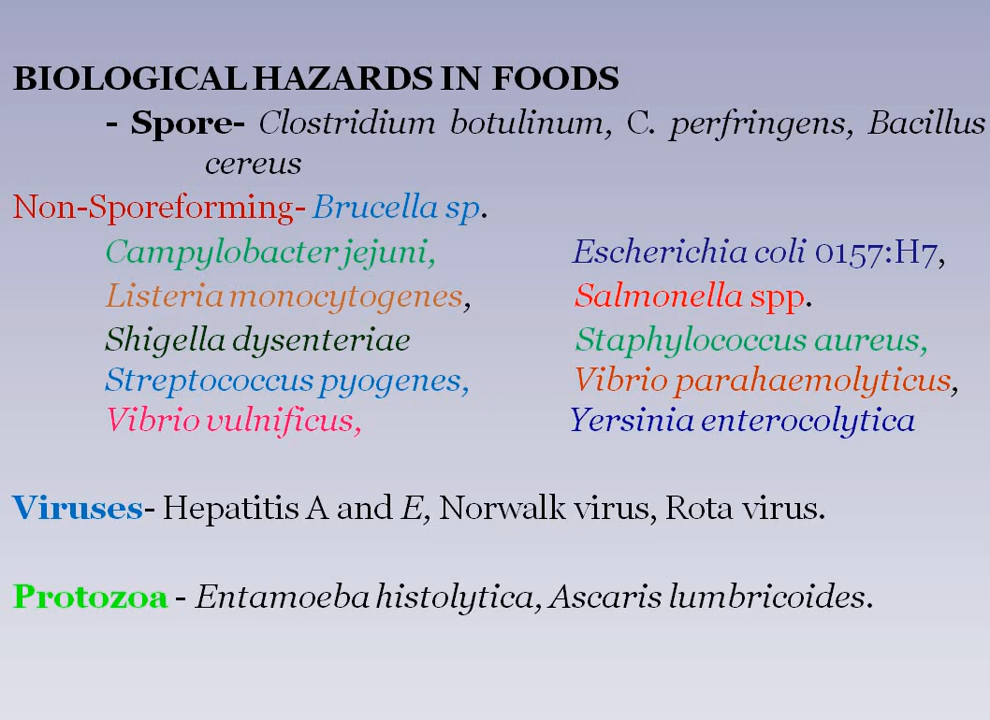 BIOLOGICAL HAZARDS IN FOODS
- Spore- Clostridium botulinum, C. perfringens, Bacillus
cereus
Non-Sporeforming- Brucella sp.
Campylobacter jejuni, Escherichia coli 0157:H7,
Listeria monocytogenes, Salmonella spp.
Shigella dysenteriae Staphylococcus aureus,
Streptococcus pyogenes, Vibrio parahaemolyticus,
Vibrio vulnificus, Yersinia enterocolytica
Viruses- Hepatitis A and E, Norwalk virus, Rota virus.
Protozoa - Entamoeba histolytica, Ascaris lumbricoides.